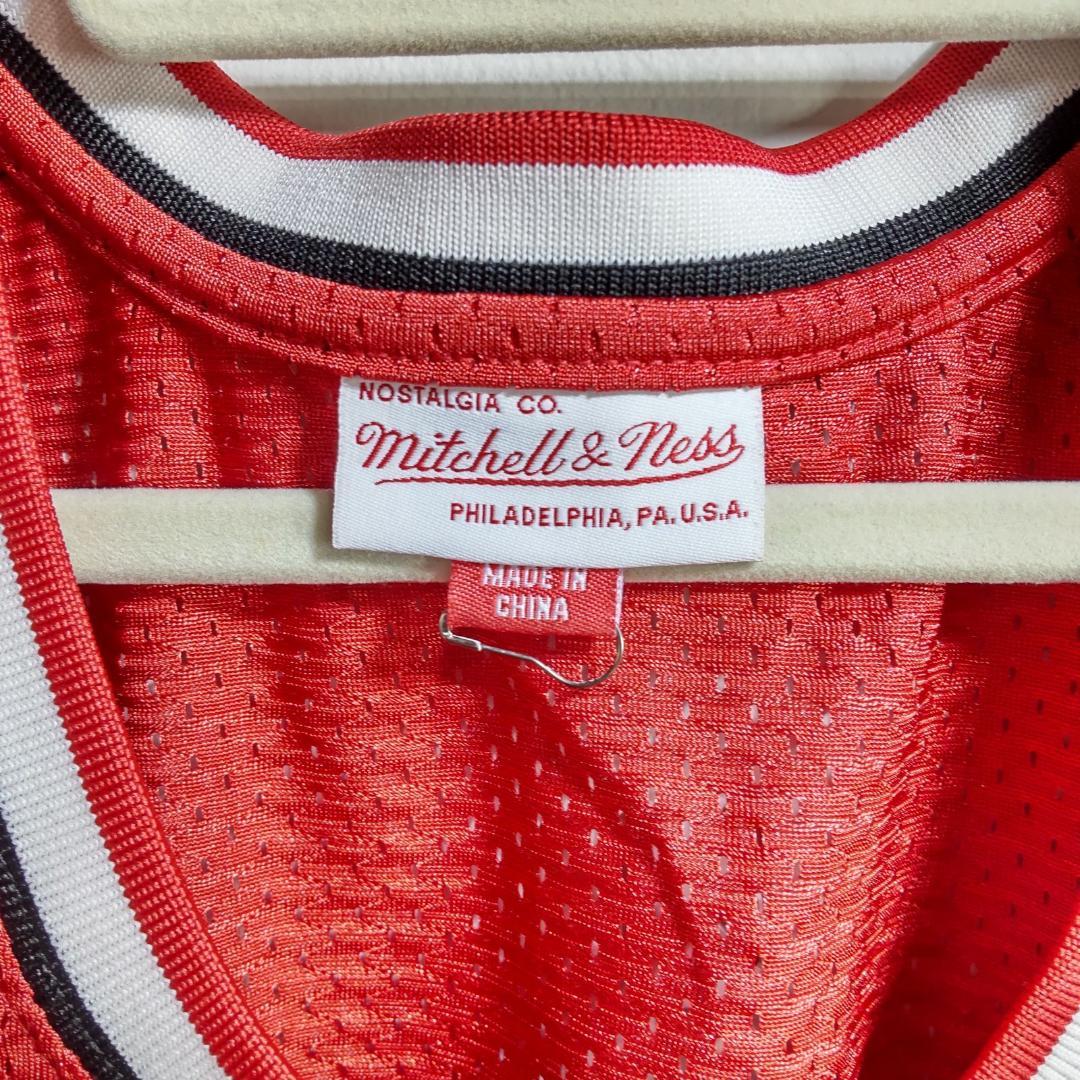 NOSTALGIA CO.
Mitchell & Ness
PHILADELPHIA, PA. U.S.A.
MADE IN
CHINA